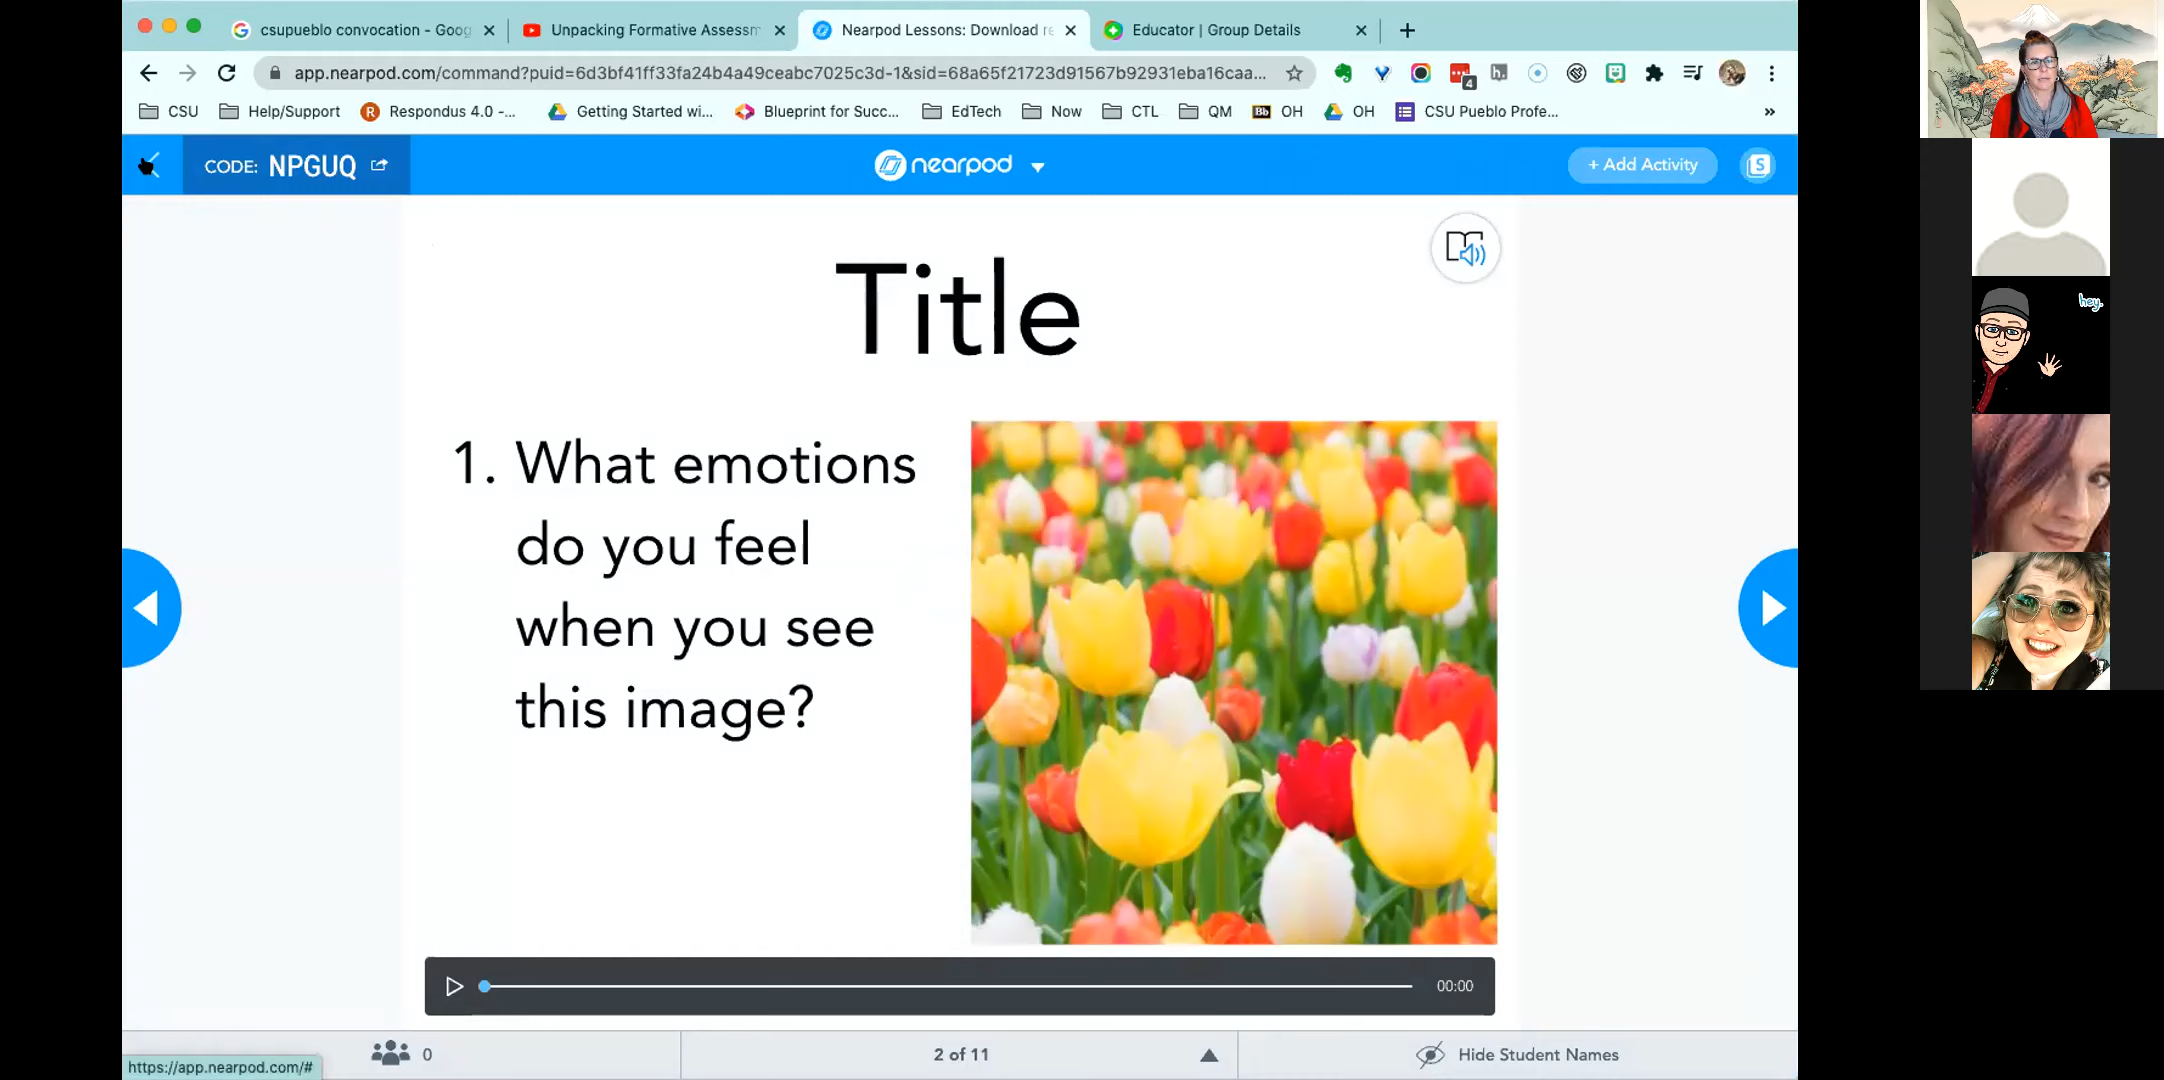 csupueblo convocation - Goog
Unpacking Formative Assessm
Nearpod Lessons: Download re
Educator | Group Details
app.nearpod.com/command?puid=6d3bf41ff33fa24b4a49ceabc7025c3d-1&sid=68a65f21723d91567b92931eba16caa...
4
h.
CSU
Help/Support
R
Respondus 4.0 -...
Getting Started wi...
Blueprint for Succ...
EdTech
Now
CTL
QM
Bb
OH
OH
CSU Pueblo Profe...
»
CODE: NPGUQ
nearpod
+ Add Activity
S
hey.
Title
1. What emotions
do you feel
when you see
this image?
00:00
0
2 of 11
Hide Student Names
https://app.nearpod.com/#